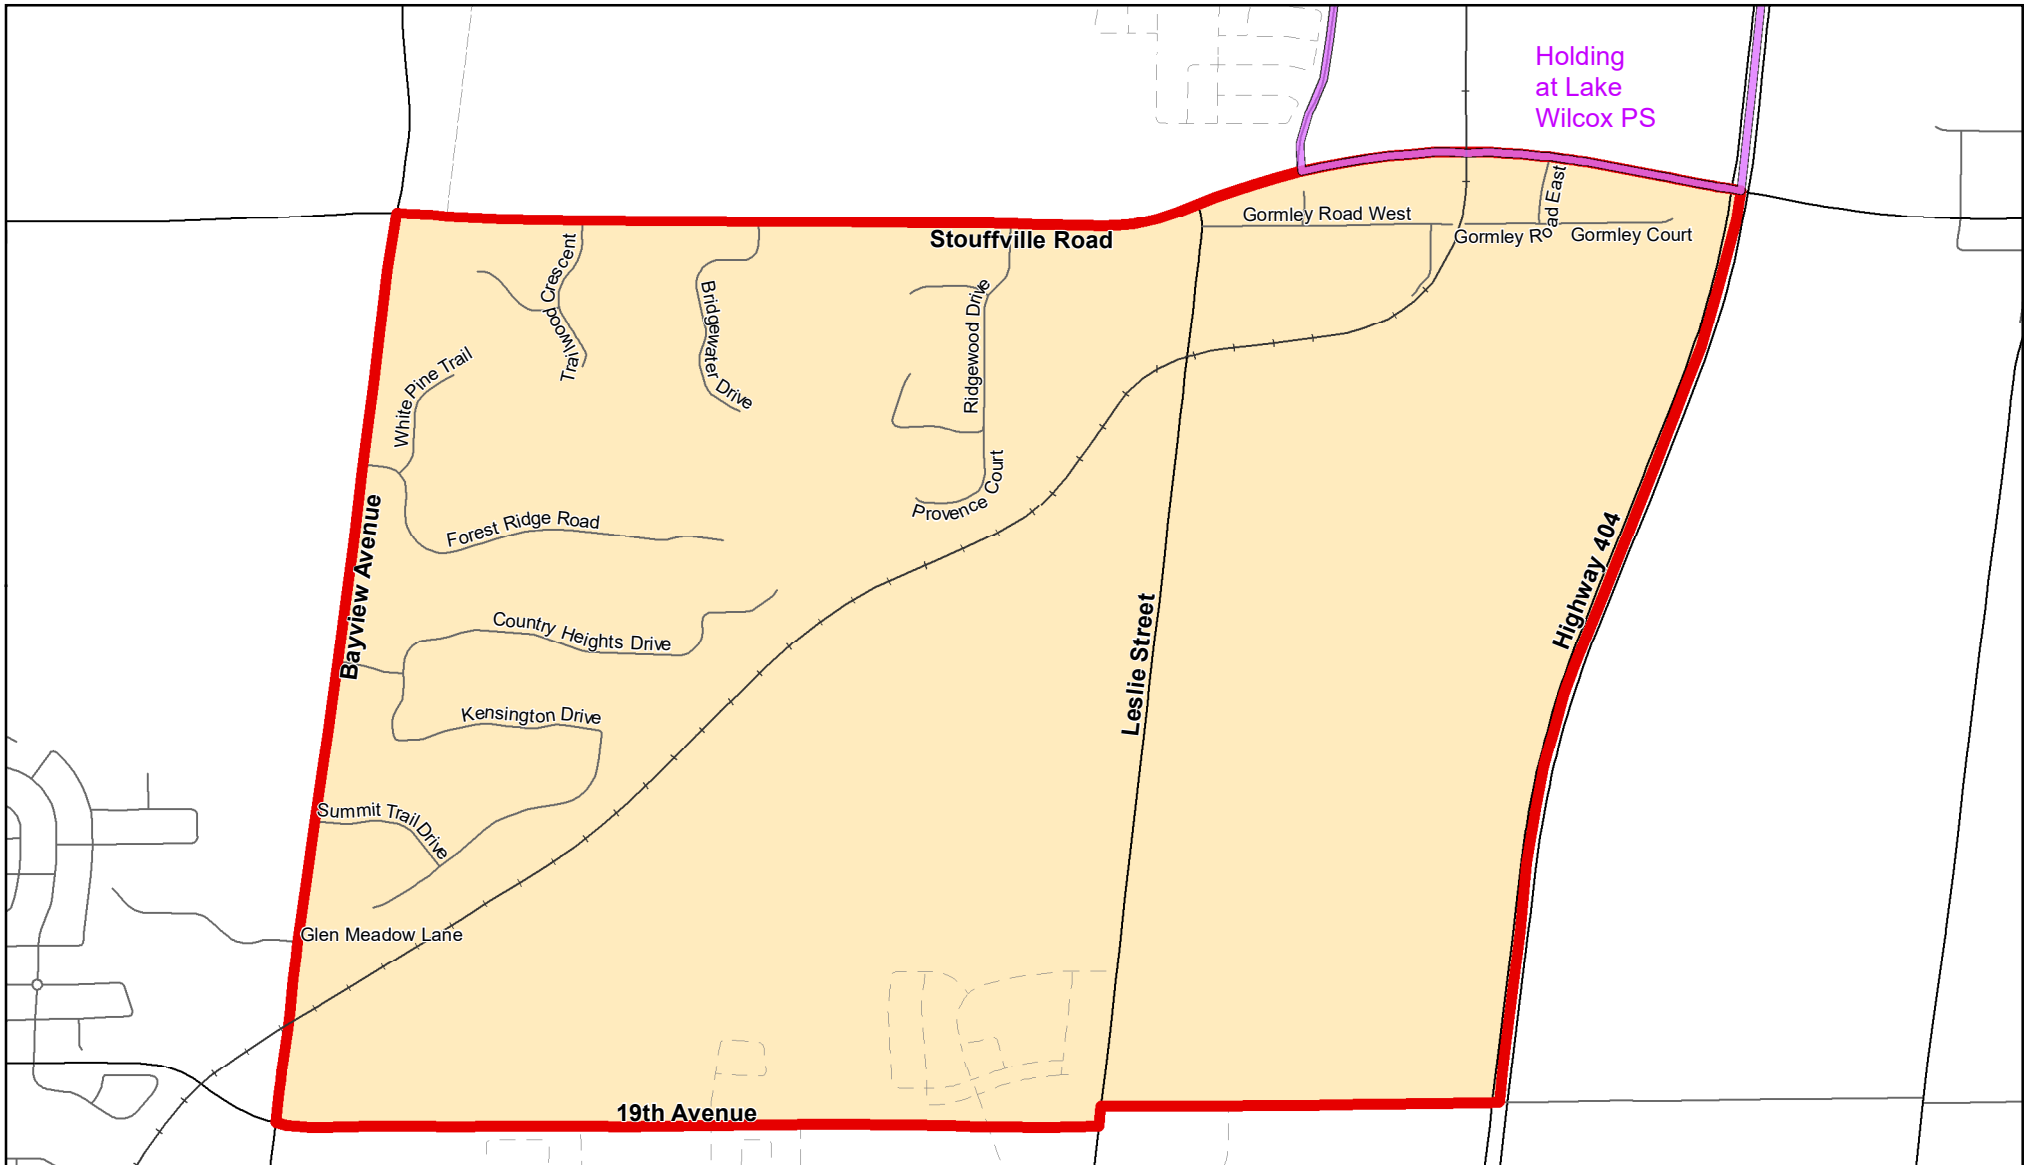 Holding
at Lake
Wilcox PS
Gormley Road West
Gormley Road East
Gormley Court
Stouffville Road
Trailwood Crescent
Bridgewater Drive
Ridgewood Drive
White Pine Trail
Provence Court
Forest Ridge Road
Bayview Avenue
Highway 404
Country Heights Drive
Leslie Street
Kensington Drive
Summit Trail Drive
Glen Meadow Lane
19th Avenue